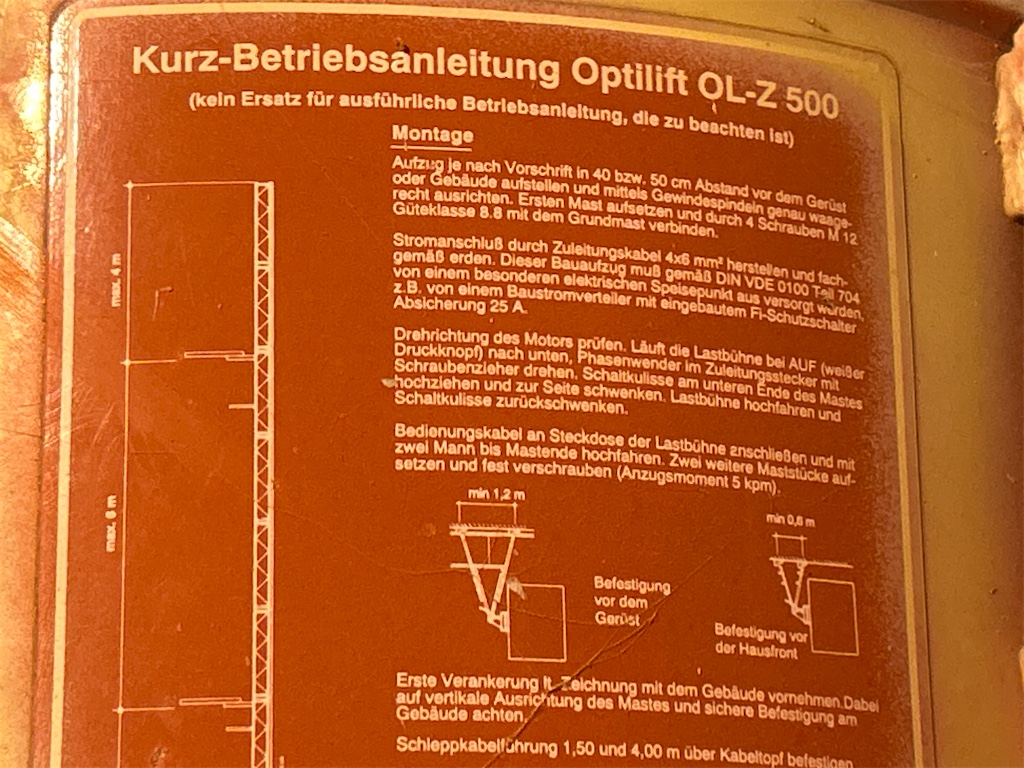 Kurz-Betriebsanleitung Optilift OL-Z 500
(kein Ersatz für ausführliche Betriebsanleitung, die zu beachten ist)
Montage
Aufzug je nach Vorschrift in 40 bzw. 50 cm Abstand vor dem Gerüst
oder Gebäude aufstellen und mittels Gewindespindeln genau waage-
recht ausrichten. Ersten Mast aufsetzen und durch 4 Schrauben M 12
Güteklasse 8.8 mit dem Grundmast verbinden.
Stromanschluß durch Zuleitungskabel 4x6 mm² herstellen und fach-
gemäß erden. Dieser Bauaufzug muß gemäß DIN VDE 0100 Teil 704
von einem besonderen elektrischen Speisepunkt aus versorgt werden,
z.B. von einem Baustromverteiler mit eingebautem Fi-Schutzschalter
Absicherung 25 A.
Drehrichtung des Motors prüfen. Läuft die Lastbühne bei AUF (weißer
Druckknopf) nach unten, Phasenwender im Zuleitungsstecker mit
Schraubenzieher drehen. Schaltkulisse am unteren Ende des Mastes
hochziehen und zur Seite schwenken. Lastbühne hochfahren und
Schaltkulisse zurückschwenken.
Bedienungskabel an Steckdose der Lastbühne anschließen und mit
zwei Mann bis Mastende hochfahren. Zwei weitere Maststücke auf-
setzen und fest verschrauben (Anzugsmoment 5 kpm).
max. 4 m
max. 6 m
min 1,2 m
Befestigung
vor dem
Gerüst
min 0,6 m
Befestigung vor
der Hausfront
Erste Verankerung lt. Zeichnung mit dem Gebäude vornehmen.Dabei
auf vertikale Ausrichtung des Mastes und sichere Befestigung am
Gebäude achten.
Schleppkabelführung 1,50 und 4,00 m über Kabeltopf befestigen